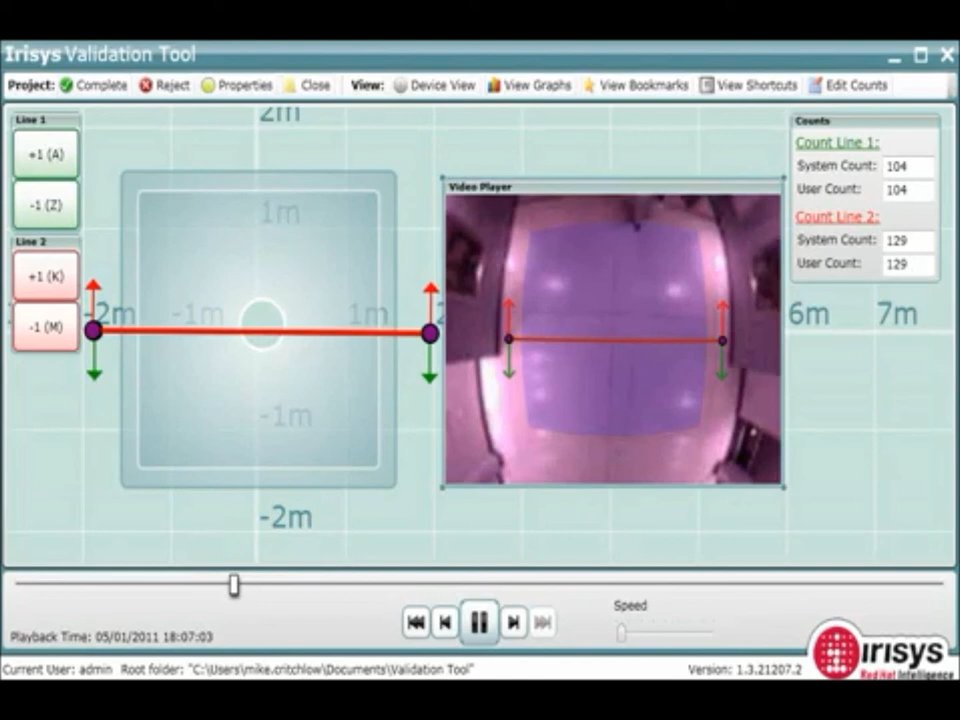 Irisys Validation Tool
Project: Complete Reject Properties Close View: Device View View Graphs View Bookmarks View Shortcuts Edit Counts
Line 1
+1 (A)
-1 (Z)
Line 2
+1 (K)
-1 (M)
2m
1m
-2m -1m 1m 6m 7m
-1m
-2m
Video Player
Counts
Count Line 1:
System Count: 104
User Count: 104
Count Line 2:
System Count: 129
User Count: 129
Speed
Playback Time: 05/01/2011 18:07:03
Current User: admin Root folder: "C:\Users\mike.critchlow\Documents\Validation Tool" Version: 1.3.21207.2
irisys
Red Hot Intelligence